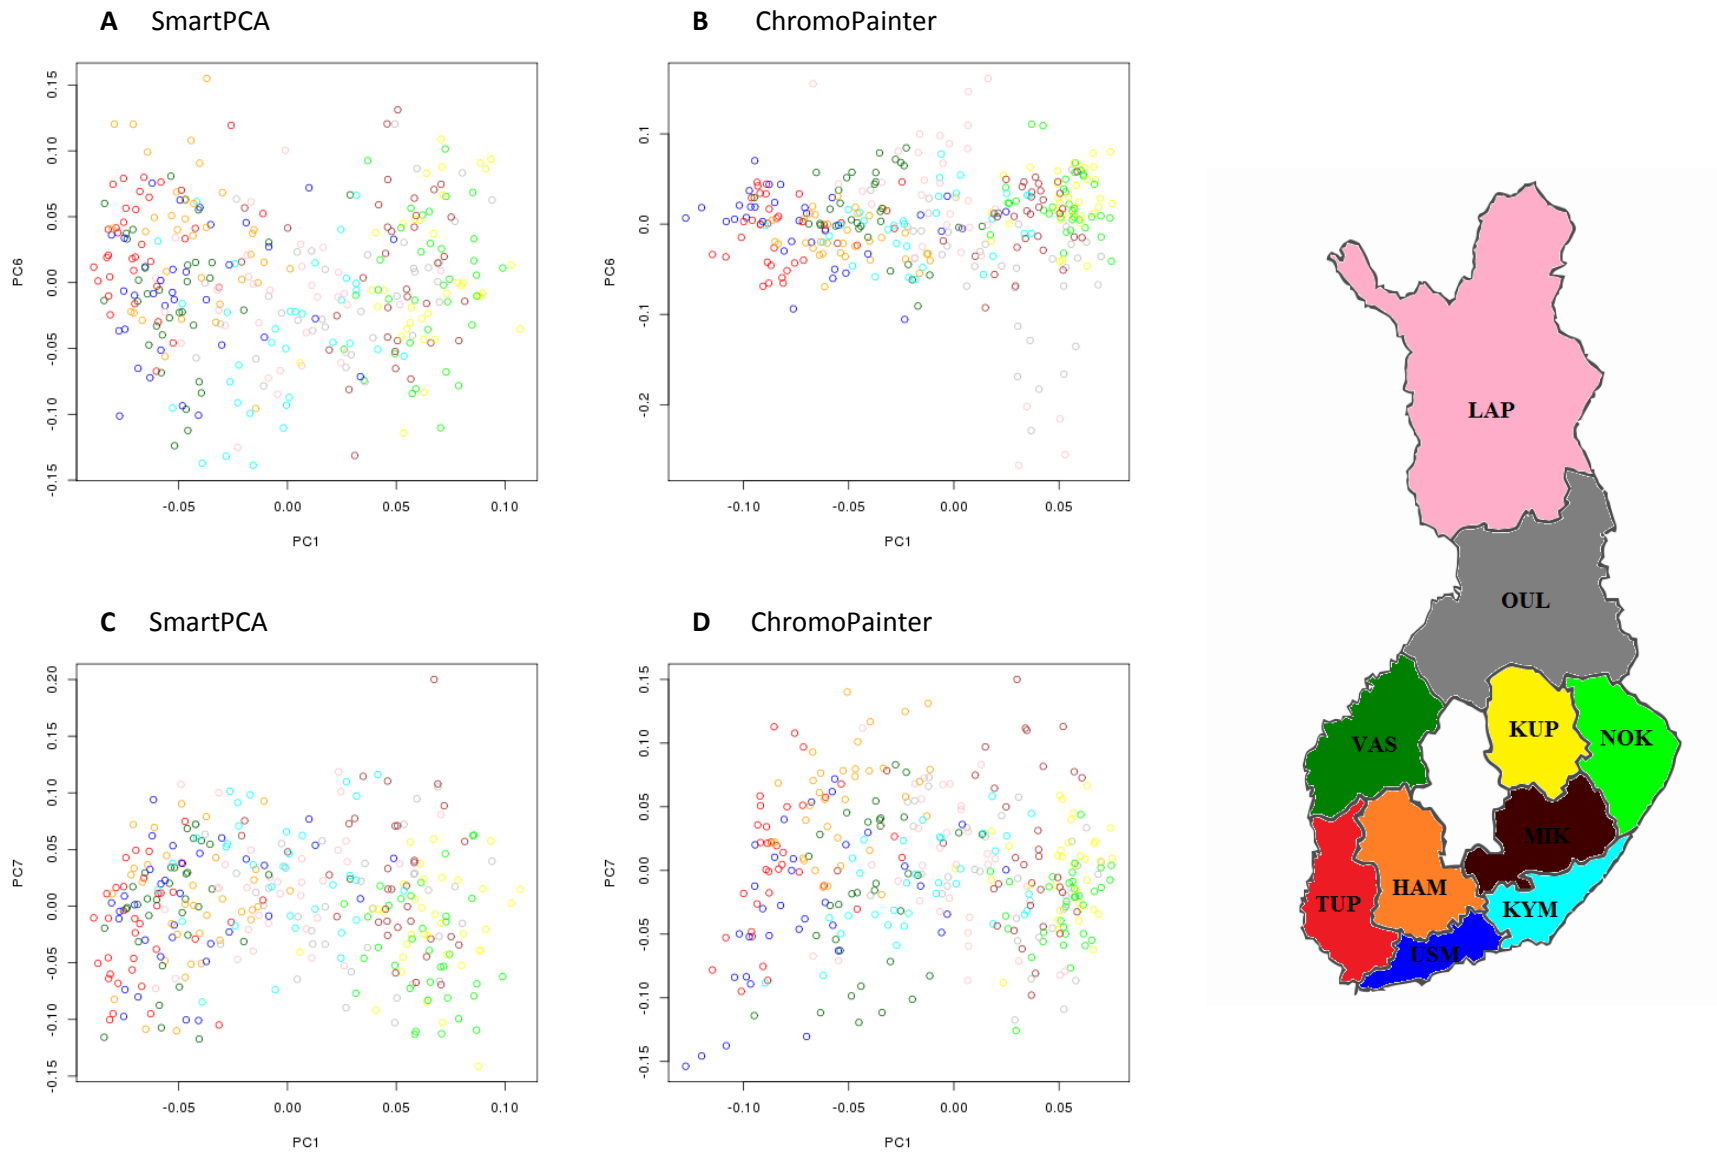 A SmartPCA
B ChromoPainter
0.15
0.10
0.05
0.00
-0.05
-0.10
-0.15
PC6
-0.05 0.00 0.05 0.10
PC1
0.1
0.0
-0.1
-0.2
PC6
-0.10 -0.05 0.00 0.05
PC1
C SmartPCA
D ChromoPainter
0.20
0.15
0.10
0.05
0.00
-0.05
-0.10
-0.15
PC7
-0.05 0.00 0.05 0.10
PC1
0.15
0.10
0.05
0.00
-0.05
-0.10
-0.15
PC7
-0.10 -0.05 0.00 0.05
PC1
LAP
OUL
VAS
KUP
NOK
MIK
HAM
TUP
KYM
USM